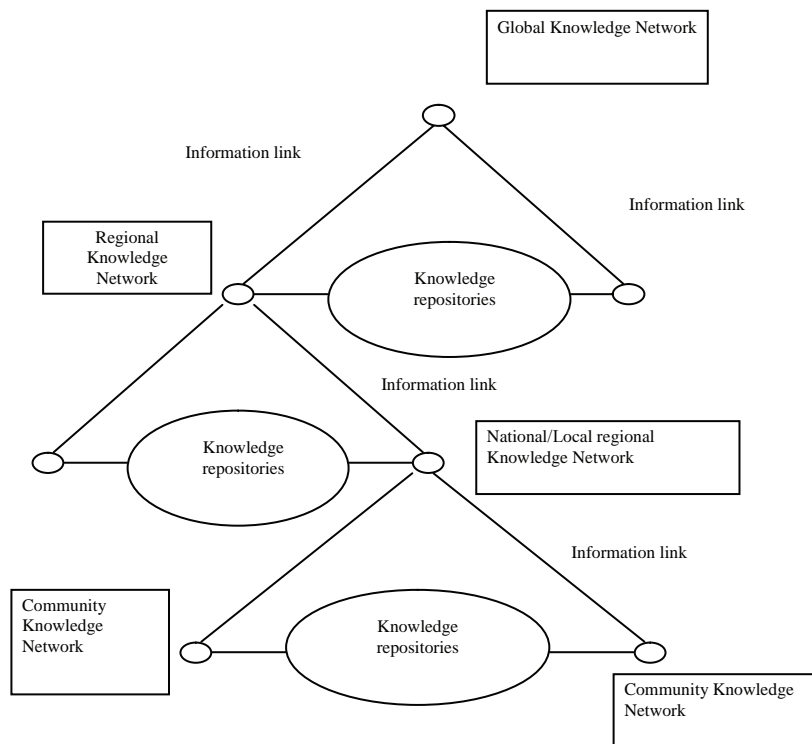 Global Knowledge Network
Information link
Information link
Regional
Knowledge
Network
Knowledge
repositories
Information link
National/Local regional
Knowledge Network
Knowledge
repositories
Information link
Community
Knowledge
Network
Knowledge
repositories
Community Knowledge
Network